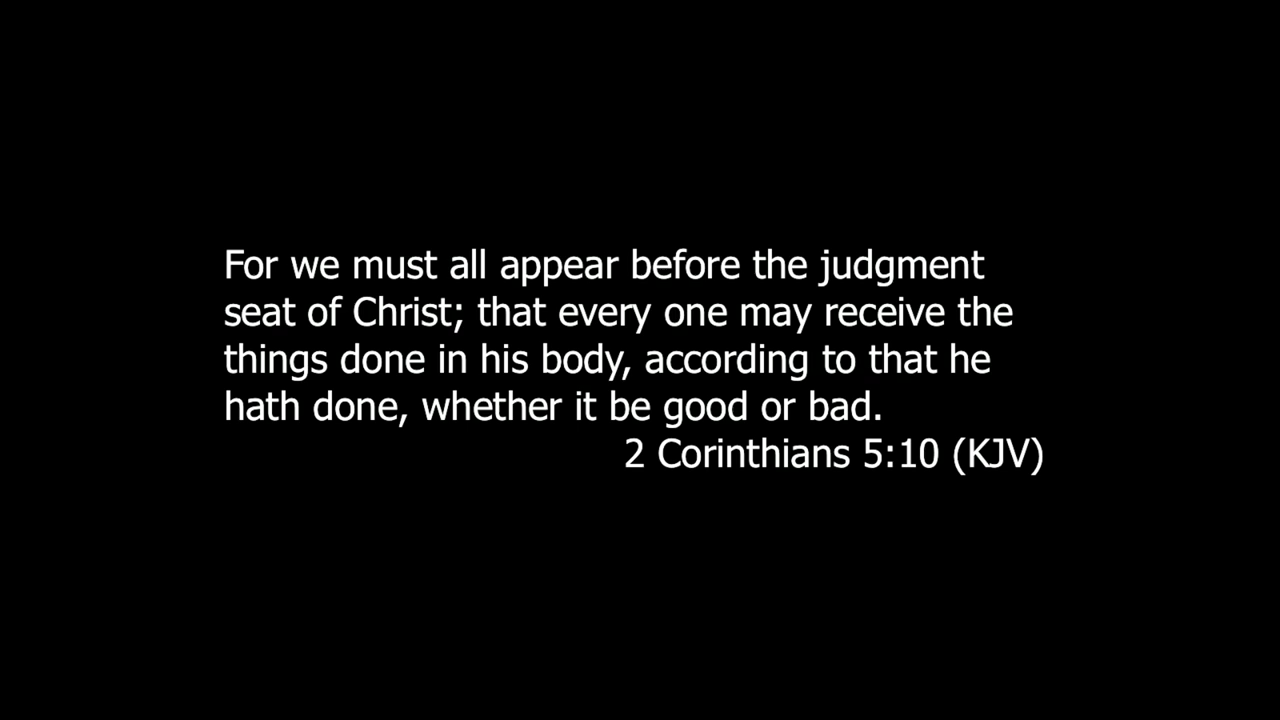 For we must all appear before the judgment
seat of Christ; that every one may receive the
things done in his body, according to that he
hath done, whether it be good or bad.
2 Corinthians 5:10 (KJV)